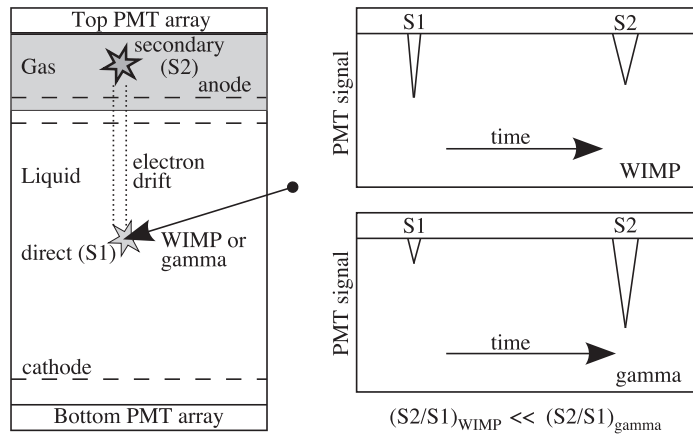 Top PMT array
secondary
(S2)
Gas
anode
Liquid
electron
drift
WIMP or
gamma
direct (S1)
cathode
Bottom PMT array
S1 S2
PMT signal
time
WIMP
S1 S2
PMT signal
time
gamma
(S2/S1)WIMP << (S2/S1)gamma